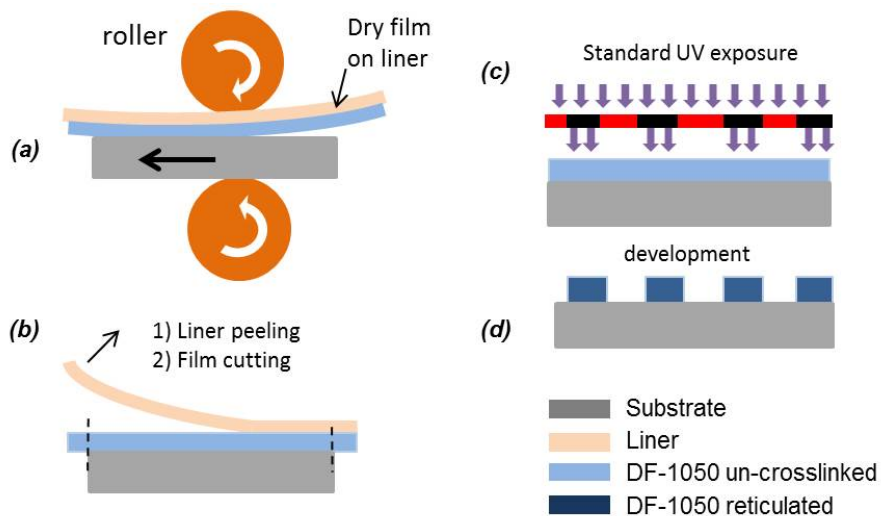 roller
Dry film
on liner
(a)
(b)
1) Liner peeling
2) Film cutting
(c)
Standard UV exposure
development
(d)
Substrate
Liner
DF-1050 un-crosslinked
DF-1050 reticulated